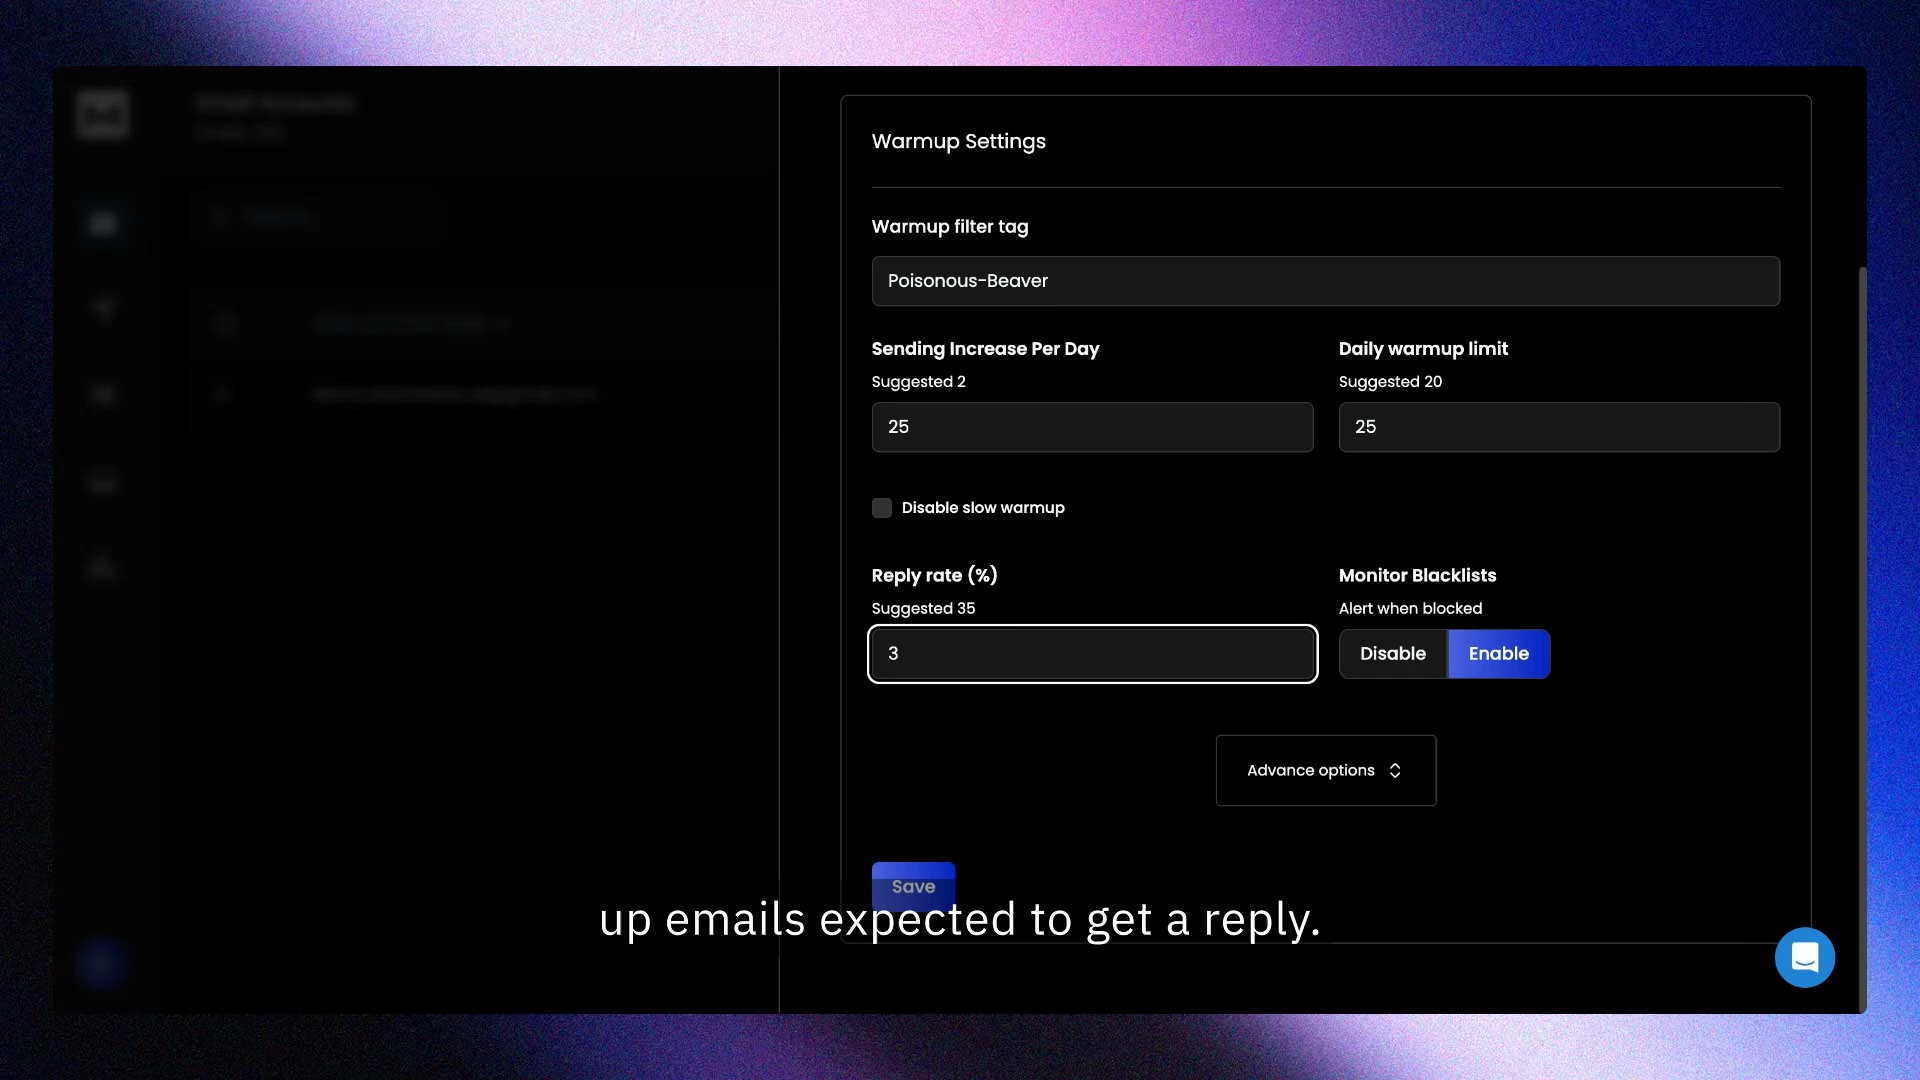 Warmup Settings
Warmup filter tag
Poisonous-Beaver
Sending Increase Per Day
Suggested 2
25
Daily warmup limit
Suggested 20
25
Disable slow warmup
Reply rate (%)
Suggested 35
3
Monitor Blacklists
Alert when blocked
Disable
Enable
Advance options
Save
up emails expected to get a reply.